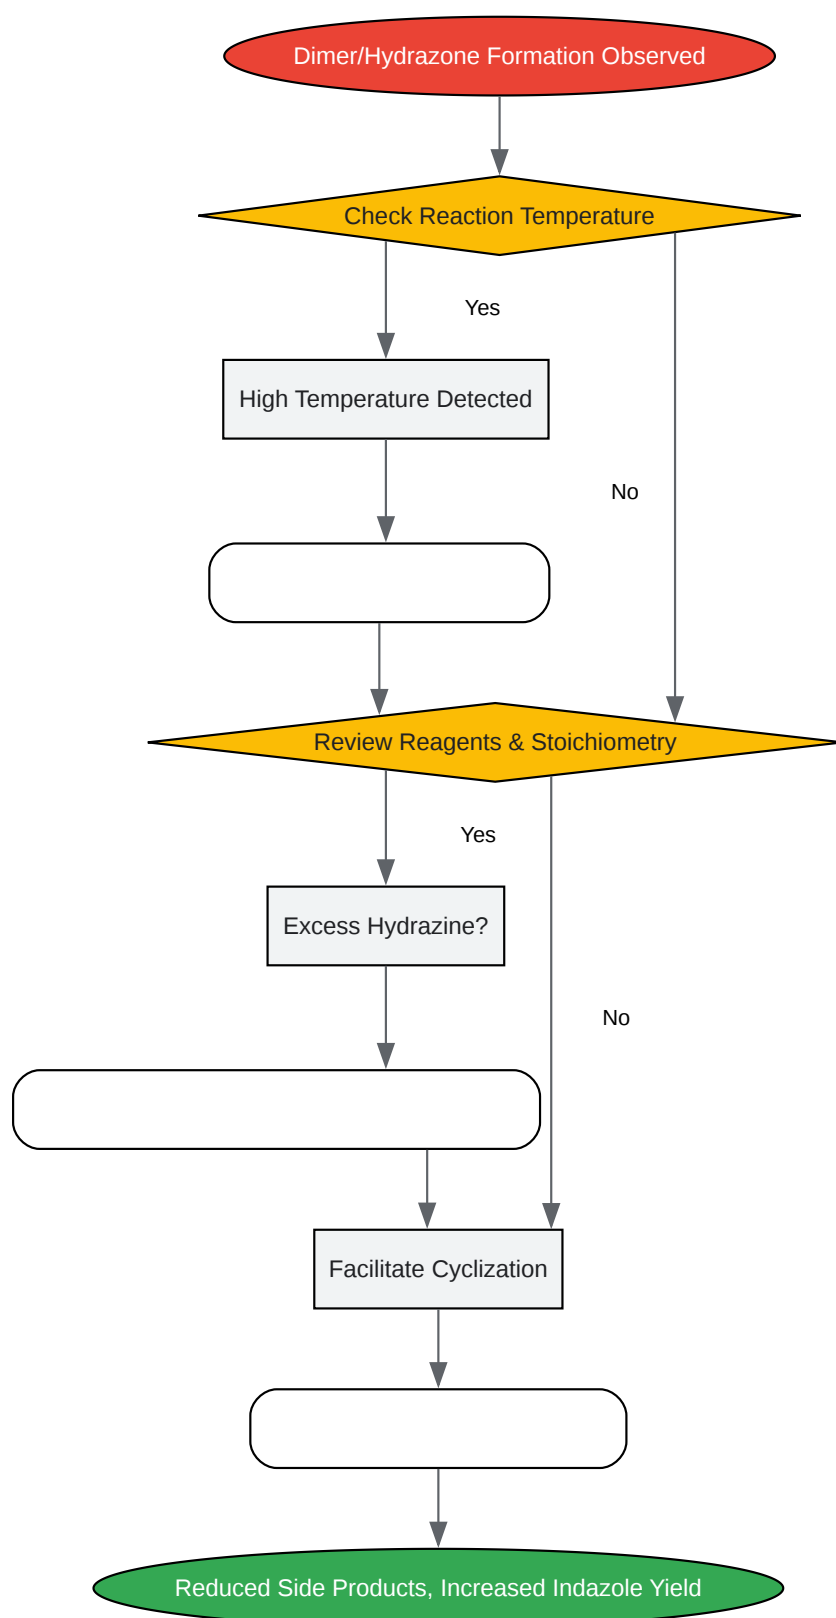 Dimer/Hydrazone Formation Observed
Check Reaction Temperature
Yes
High Temperature Detected
No
Review Reagents & Stoichiometry
Yes
Excess Hydrazine?
No
Facilitate Cyclization
Reduced Side Products, Increased Indazole Yield